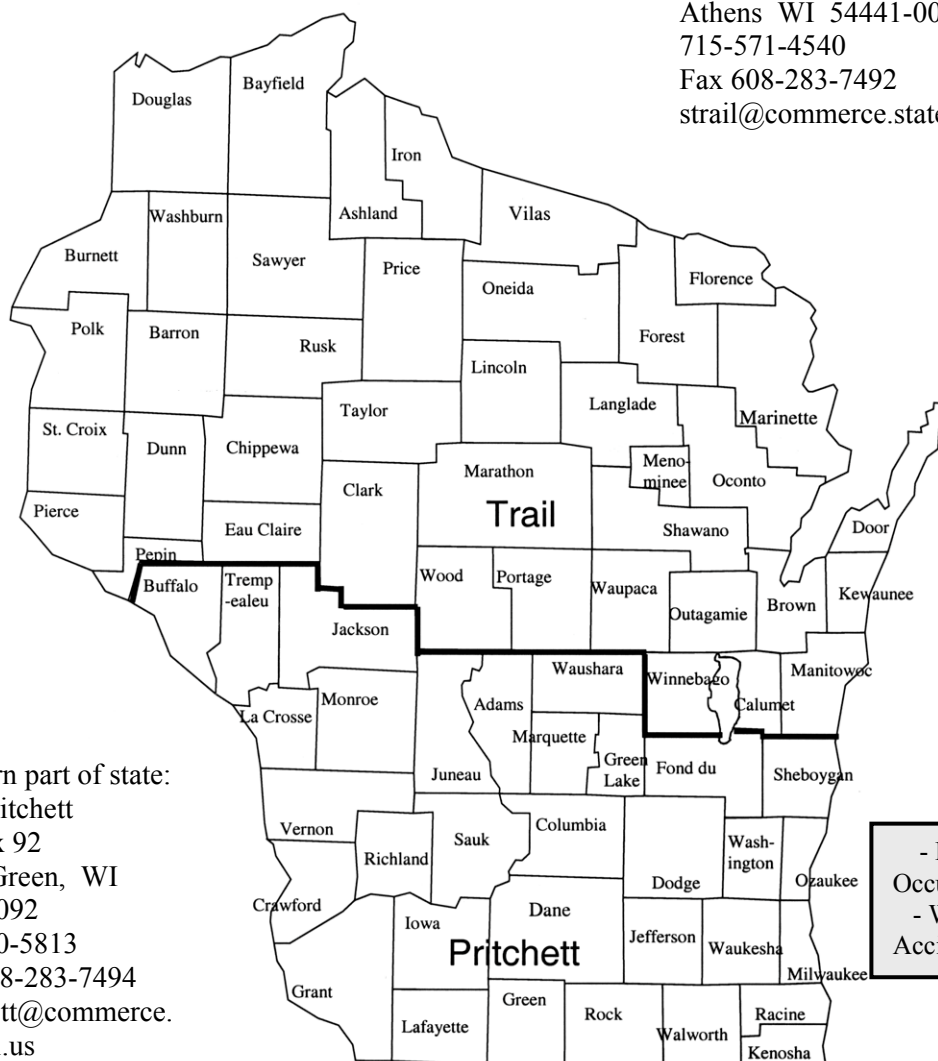 Athens WI 54441-00
715-571-4540
Fax 608-283-7492
strail@commerce.state
Douglas
Bayfield
Iron
Ashland
Vilas
Washburn
Burnett
Sawyer
Price
Oneida
Florence
Forest
Polk
Barron
Rusk
Lincoln
Langlade
Marinette
Taylor
St. Croix
Dunn
Chippewa
Marathon
Meno-
minee
Oconto
Clark
Trail
Pierce
Eau Claire
Shawano
Door
Pepin
Buffalo
Tremp
-ealeu
Wood
Portage
Waupaca
Outagamie
Brown
Kewaunee
Jackson
Waushara
Winnebago
Calumet
Manitowoc
La Crosse
Monroe
Adams
Marquette
Juneau
Green
Lake
Fond du
Sheboygan
rn part of state:
ritchett
x 92
Green, WI
092
0-5813
8-283-7494
ett@commerce.
.us
Vernon
Richland
Sauk
Columbia
Dodge
Wash-
ington
Ozaukee
Crawford
Iowa
Dane
Pritchett
Jefferson
Waukesha
Milwaukee
Grant
Lafayette
Green
Rock
Walworth
Racine
Kenosha
Occu
- W
Acci